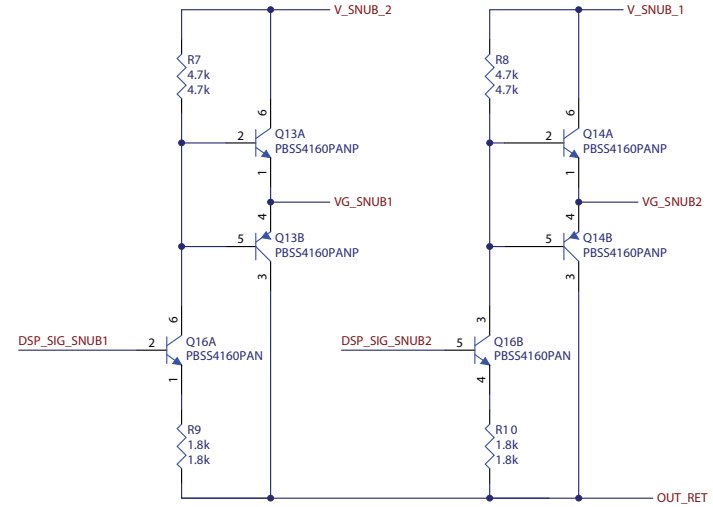 V_SNUB_2
V_SNUB_1
R7
4.7k
4.7k
R8
4.7k
4.7k
6
2
Q13A
PBSS4160PANP
1
6
2
Q14A
PBSS4160PANP
1
VG_SNUB1
VG_SNUB2
4
5
Q13B
PBSS4160PANP
3
4
5
Q14B
PBSS4160PANP
3
6
DSP_SIG_SNUB1
2
Q16A
PBSS4160PAN
1
3
DSP_SIG_SNUB2
5
Q16B
PBSS4160PAN
4
R9
1.8k
1.8k
R10
1.8k
1.8k
OUT_RET